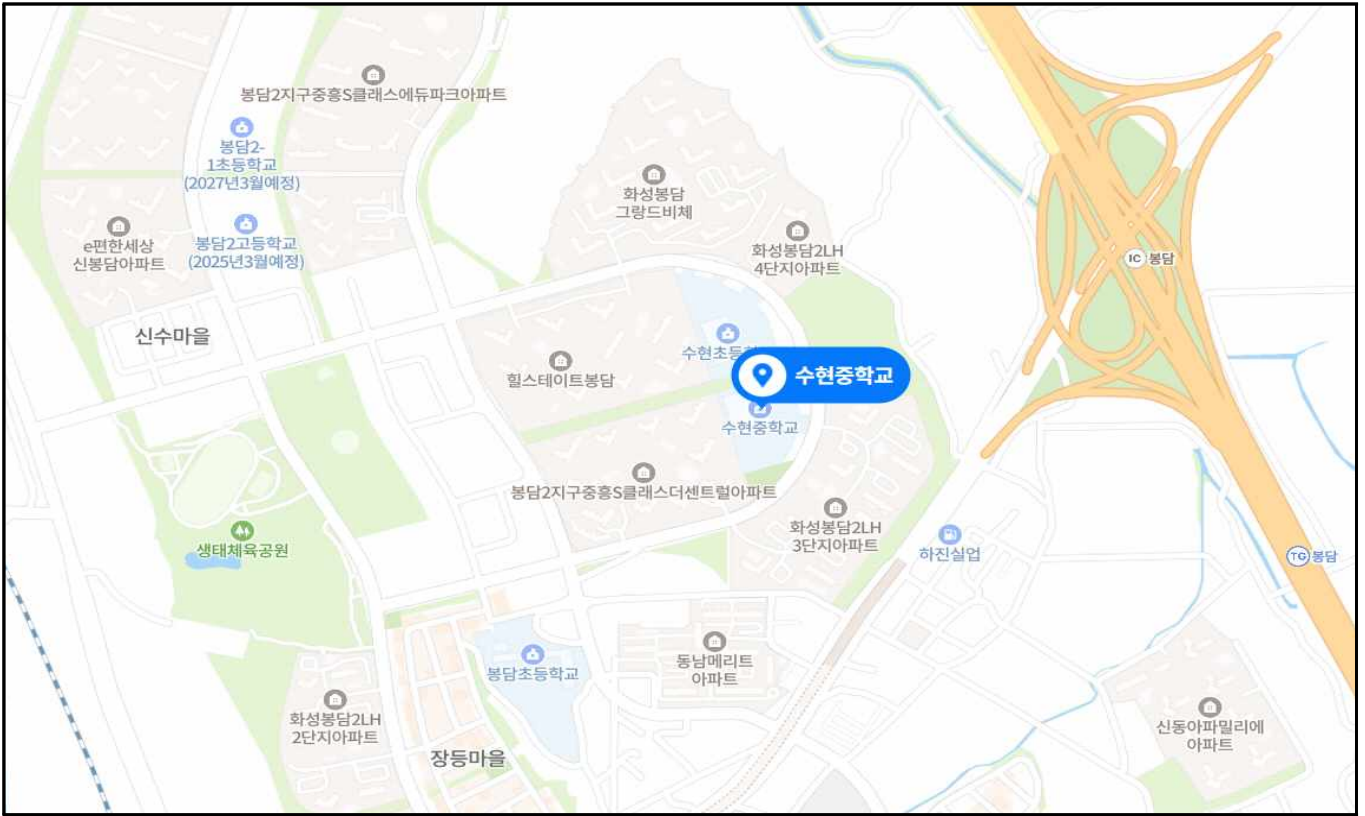 봉담2지구중흥S클래스에듀파크아파트
봉담2-
1초등학교
(2027년3월예정)
화성봉담
그랑드비체
e편한세상
신봉담아파트
봉담2고등학교
(2025년3월예정)
화성봉담2LH
4단지아파트
IC 봉담
신수마을
수현초등학
힐스테이트봉담
수현중학교
수현중학교
봉담2지구중흥S클래스더센트럴아파트
화성봉담2LH
3단지아파트
생태체육공원
하진실업
TG 봉담
봉담초등학교
동남메리트
아파트
화성봉담2LH
2단지아파트
신동아파밀리에
아파트
장등마을